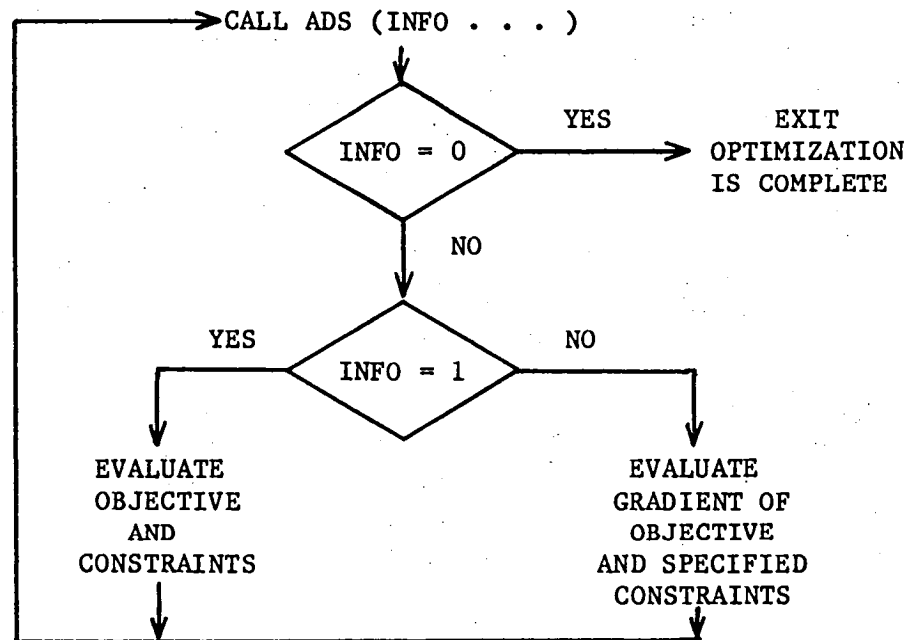 CALL ADS (INFO . . . )
INFO = 0
YES
EXIT
OPTIMIZATION
IS COMPLETE
NO
INFO = 1
YES
NO
EVALUATE
OBJECTIVE
AND
CONSTRAINTS
EVALUATE
GRADIENT OF
OBJECTIVE
AND SPECIFIED
CONSTRAINTS